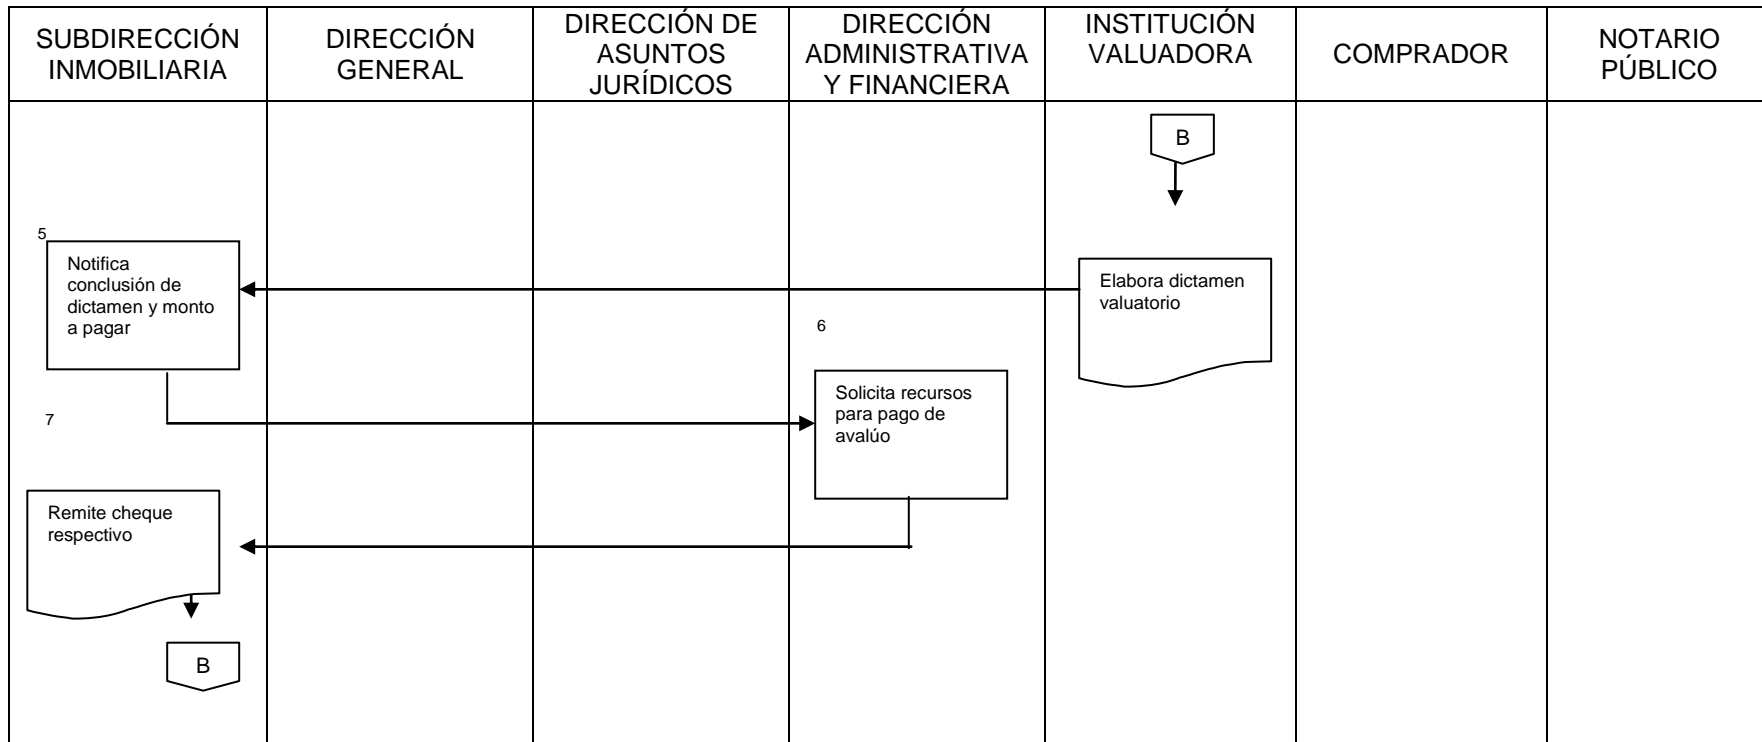 SUBDIRECCIÓN
INMOBILIARIA
DIRECCIÓN
GENERAL
DIRECCIÓN DE
ASUNTOS
JURÍDICOS
DIRECCIÓN
ADMINISTRATIVA
Y FINANCIERA
INSTITUCIÓN
VALUADORA
COMPRADOR
NOTARIO
PÚBLICO
B
5
Notifica
conclusión de
dictamen y monto
a pagar
Elabora dictamen
valuatorio
6
Solicita recursos
para pago de
avalúo
7
Remite cheque
respectivo
B